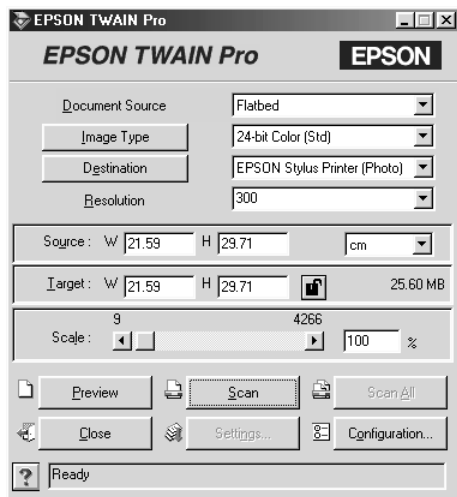 EPSON TWAIN Pro
EPSON TWAIN Pro EPSON
Document Source Flatbed
Image Type 24-bit Color (Std)
Destination EPSON Stylus Printer (Photo)
Resolution 300
Source : W 21.59 H 29.71 cm
Target : W 21.59 H 29.71 25.60 MB
9 4266
Scale : 100 %
Preview Scan Scan All
Close Settings... Configuration...
? Ready